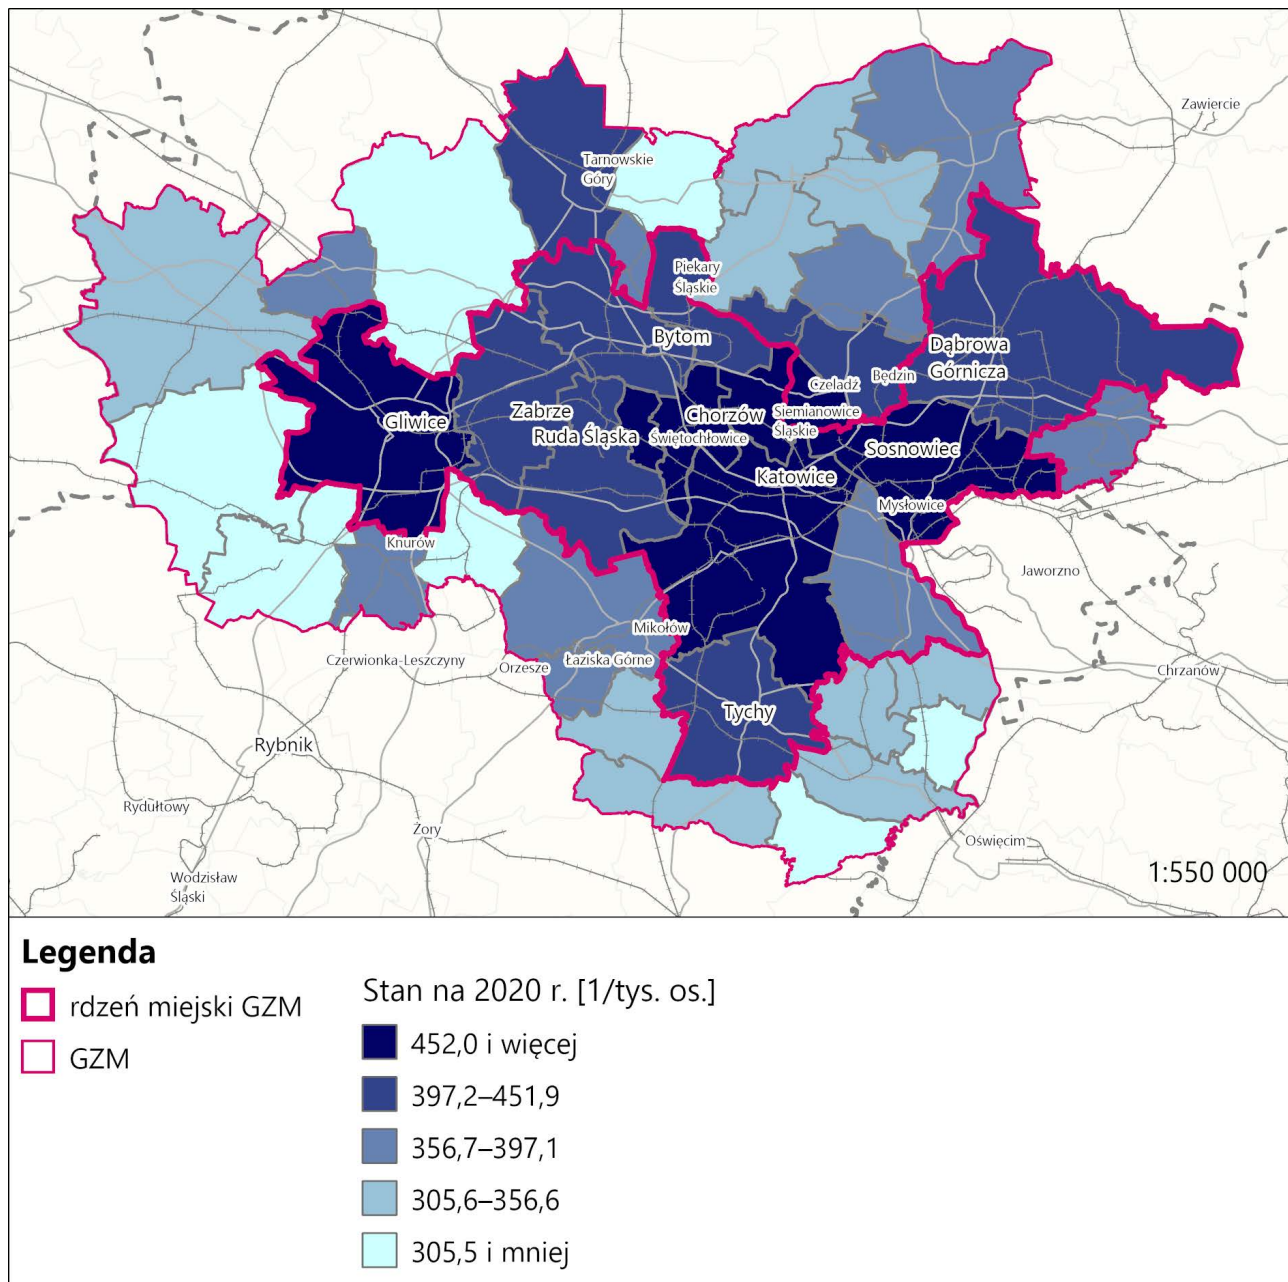 Zawiercie
Tarnowskie
Góry
Piekary
Śląskie
Bytom
Dąbrowa
Górnicza
Będzin
Czeladź
Zabrze
Chorzów
Siemianowice
Śląskie
Gliwice
Ruda Śląska
Świętochłowice
Sosnowiec
Katowice
Mysłowice
Knurów
Jaworzno
Mikołów
Czerwionka-Leszczyny
Orzesze
Łaziska Górne
Chrzanów
Tychy
Rybnik
Rydułtowy
Żory
Oświęcim
Wodzisław
Śląski
1:550 000
Legenda
rdzeń miejski GZM
GZM
Stan na 2020 r. [1/tys. os.]
452,0 i więcej
397,2–451,9
356,7–397,1
305,6–356,6
305,5 i mniej